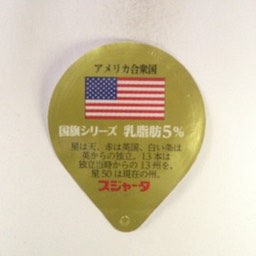 アメリカ合衆国
国旗シリーズ 乳脂肪5%
星は天、赤は英国、白い条は
英からの独立。13本は
独立当時からの13州を、
星50は現在の州。
スジャータ